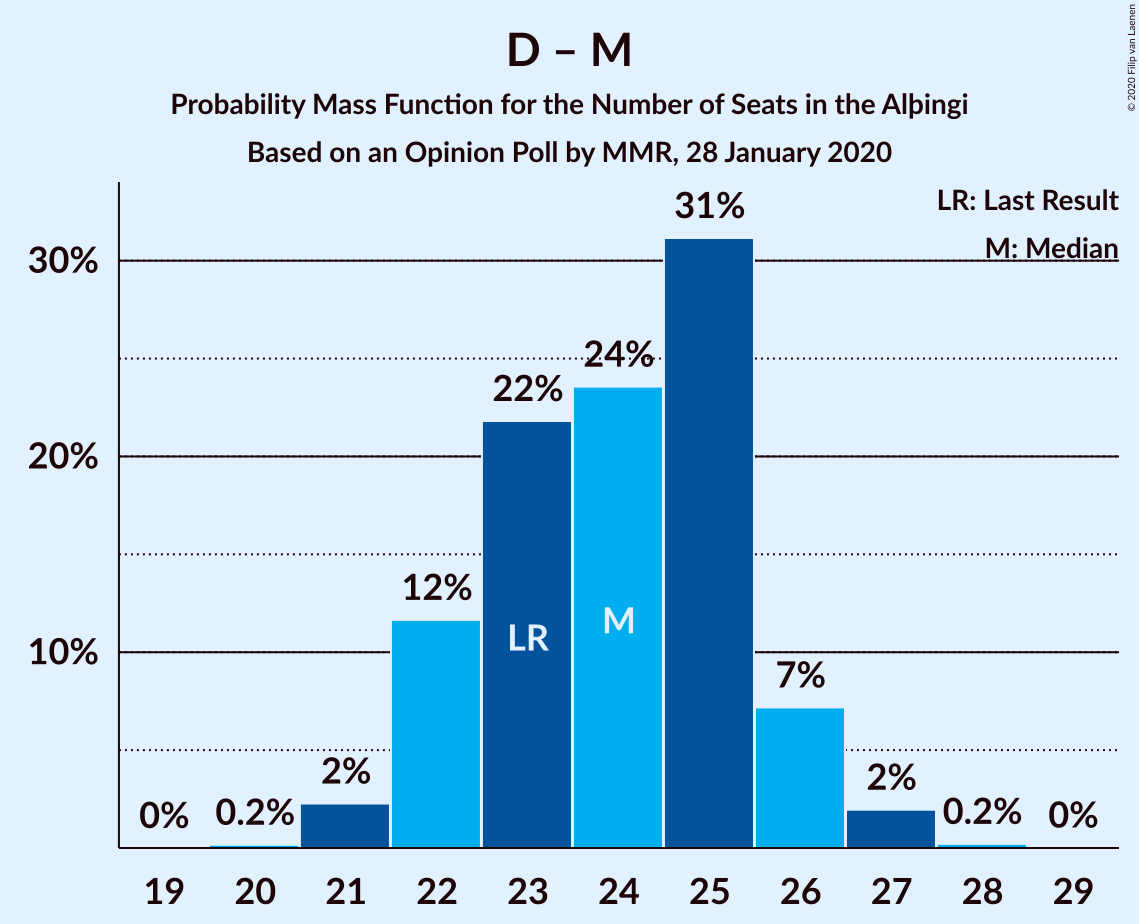 D – M
Probability Mass Function for the Number of Seats in the Alþingi
Based on an Opinion Poll by MMR, 28 January 2020
© 2020 Filip van Laenen
LR: Last Result
M: Median
30%
20%
10%
0%
0.2%
2%
12%
22%
24%
31%
7%
2%
0.2%
0%
LR
M
19 20 21 22 23 24 25 26 27 28 29